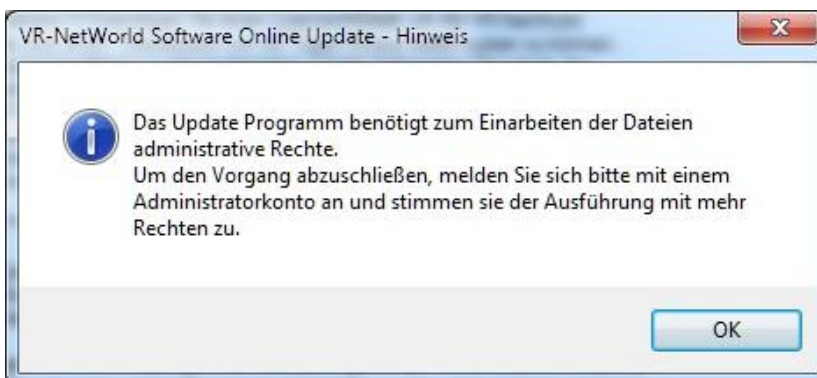 VR-NetWorld Software Online Update - Hinweis
Das Update Programm benötigt zum Einarbeiten der Dateien
administrative Rechte.
Um den Vorgang abzuschließen, melden Sie sich bitte mit einem
Administratorkonto an und stimmen sie der Ausführung mit mehr
Rechten zu.
OK